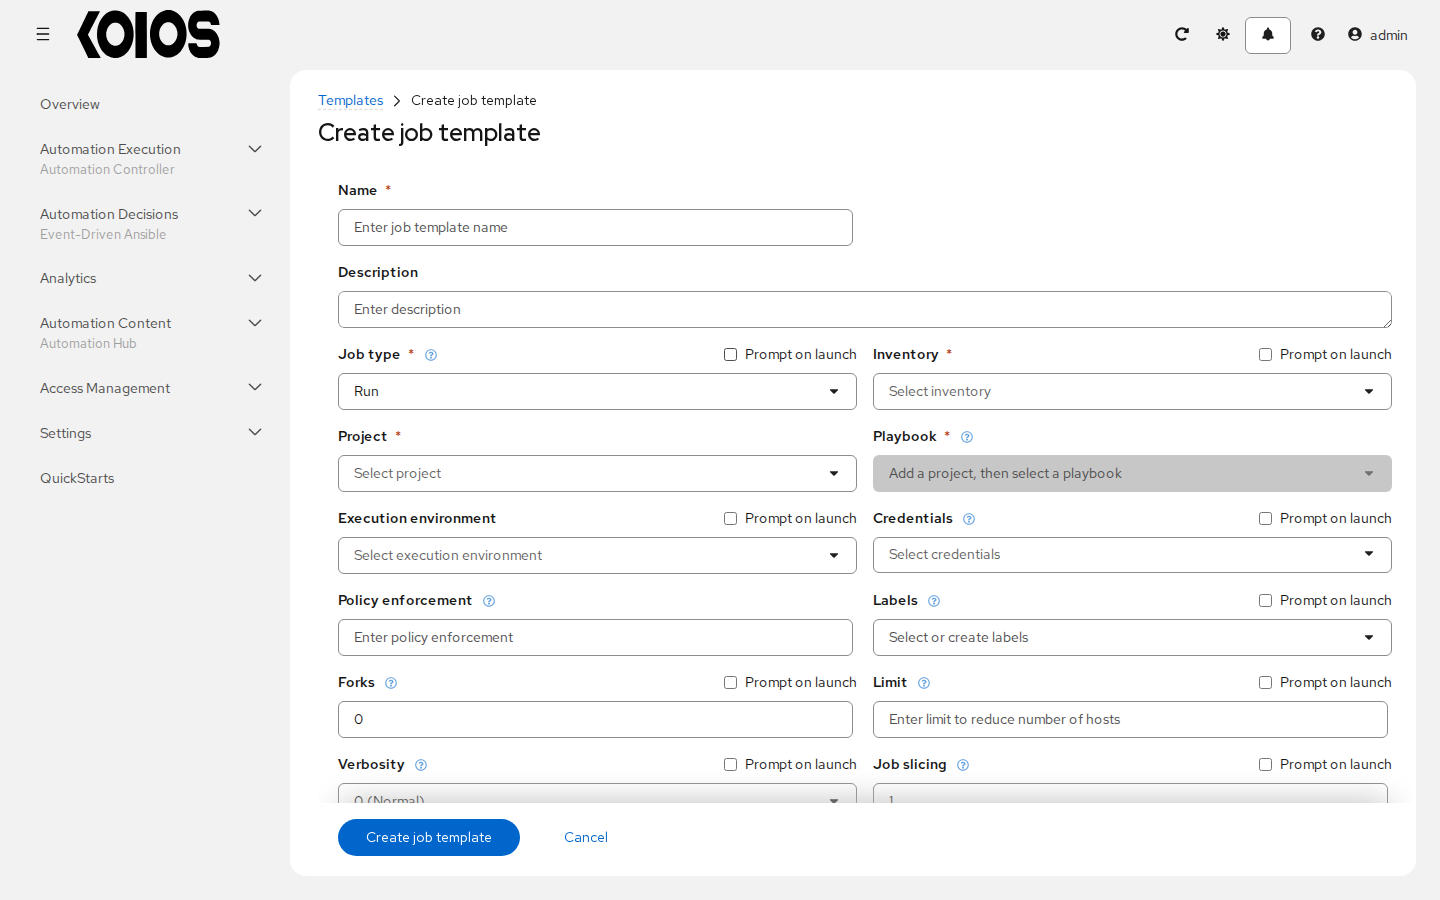 KOIOS
admin
Overview
Automation Execution
Automation Controller
Automation Decisions
Event-Driven Ansible
Analytics
Automation Content
Automation Hub
Access Management
Settings
QuickStarts
Templates
Create job template
Create job template
Name *
Enter job template name
Description
Enter description
Job type *
Prompt on launch
Inventory *
Prompt on launch
Run
Select inventory
Project *
Playbook *
Select project
Add a project, then select a playbook
Execution environment
Prompt on launch
Credentials
Prompt on launch
Select execution environment
Select credentials
Policy enforcement
Labels
Prompt on launch
Enter policy enforcement
Select or create labels
Forks
Prompt on launch
Limit
Prompt on launch
0
Enter limit to reduce number of hosts
Verbosity
Prompt on launch
Job slicing
Prompt on launch
0 (Normal)
1
Create job template
Cancel